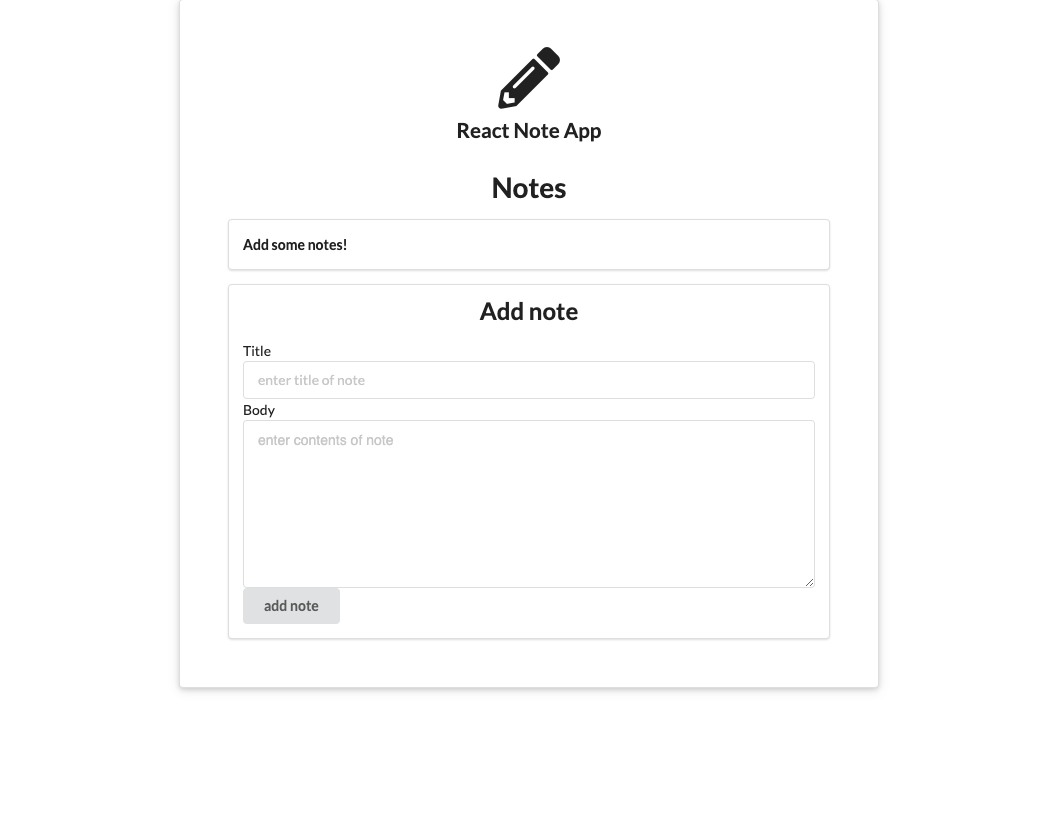 React Note App
Notes
Add some notes!
Add note
Title
enter title of note
Body
enter contents of note
add note